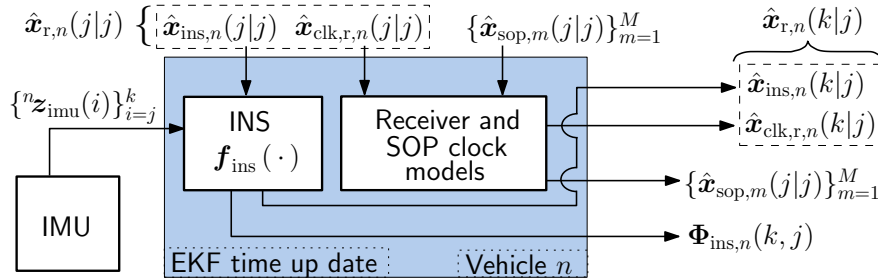 x̂_{r,n}(j|j) { x̂_{ins,n}(j|j) x̂_{clk,r,n}(j|j) {x̂_{sop,m}(j|j)}_{m=1}^{M} x̂_{r,n}(k|j)
x̂_{ins,n}(k|j)
{^{n}z_{imu}(i)}_{i=j}^{k}
INS
f_{ins}(·)
Receiver and
SOP clock
models
x̂_{clk,r,n}(k|j)
{x̂_{sop,m}(j|j)}_{m=1}^{M}
IMU
Φ_{ins,n}(k, j)
EKF time up date
Vehicle n